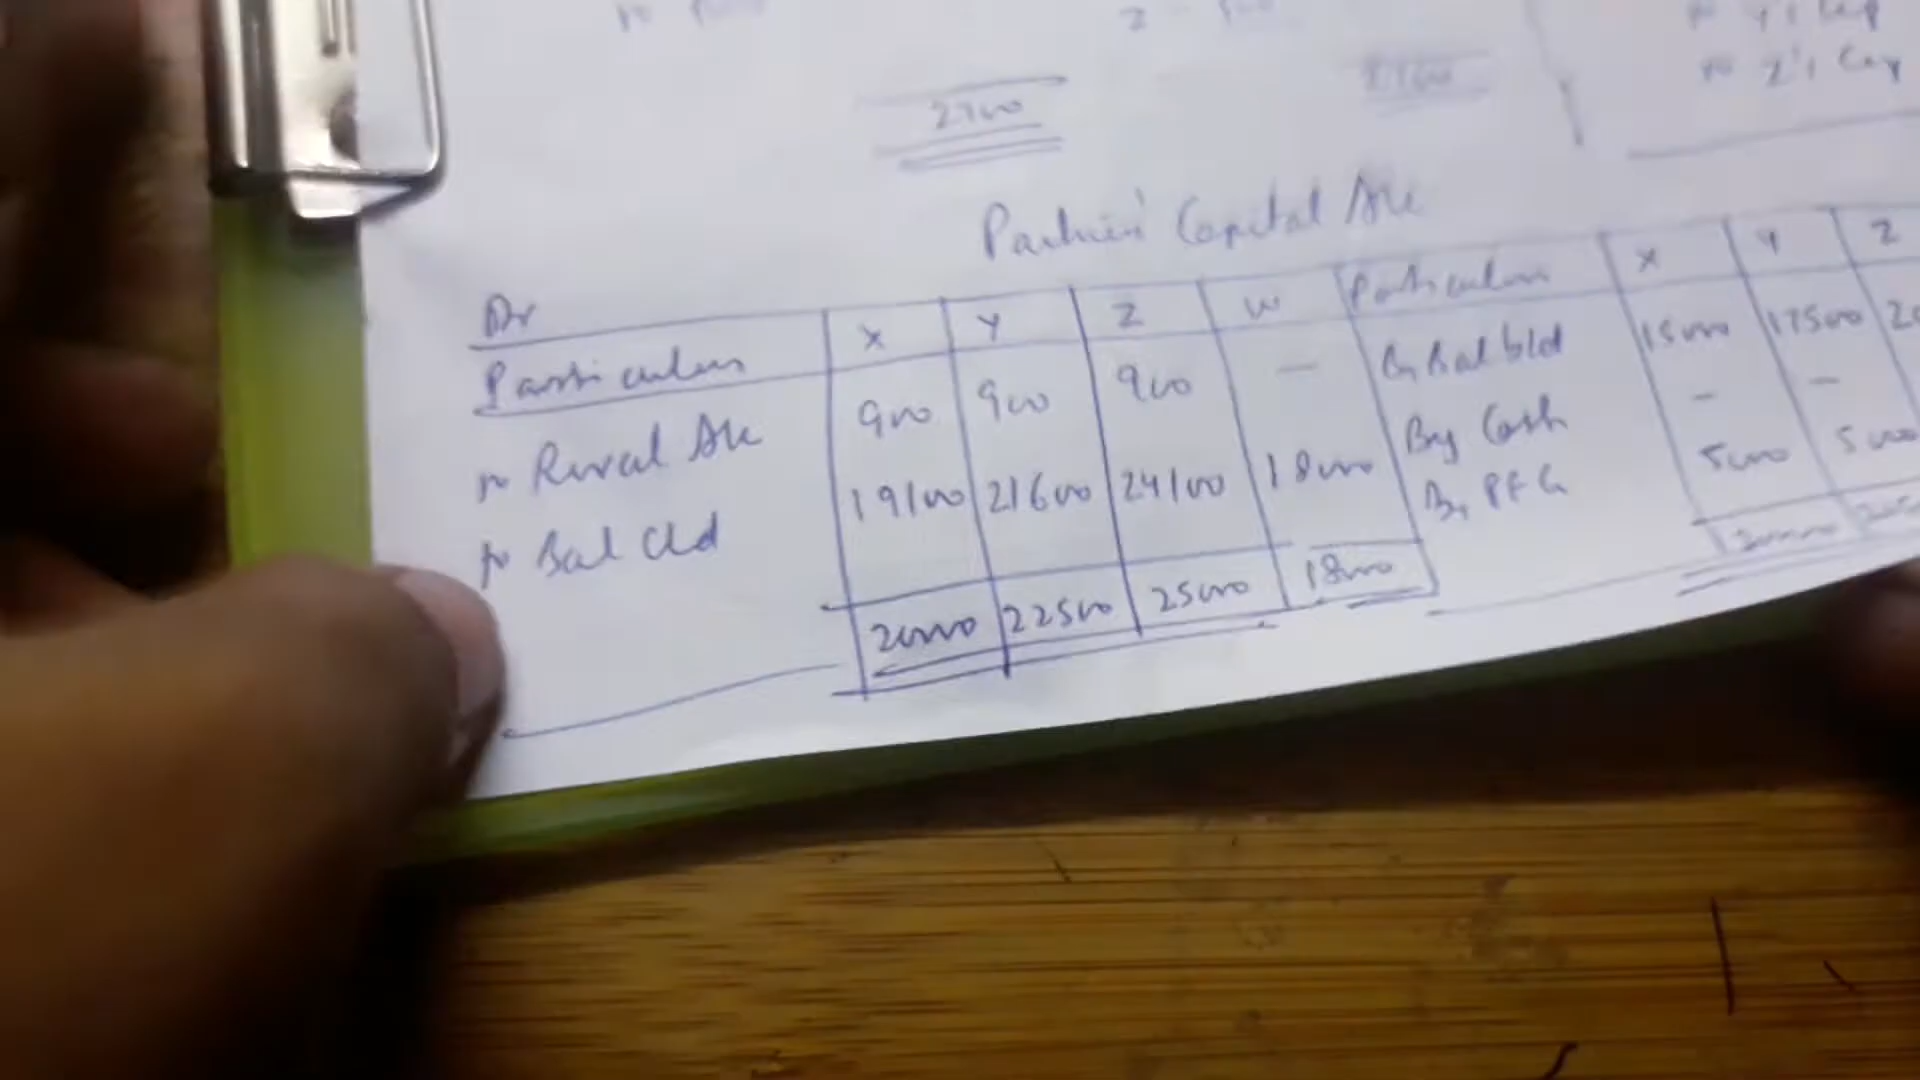 2700
Partners' Capital A/c
Dr
Particulars X Y Z W Particulars X Y Z
To Reval A/c 900 900 900 — By Bal b/d 15000 17500
To Bal c/d 19100 21600 24100 18000 By Cash - -
By PFG 5000 5000
20000 22500 25000 18000